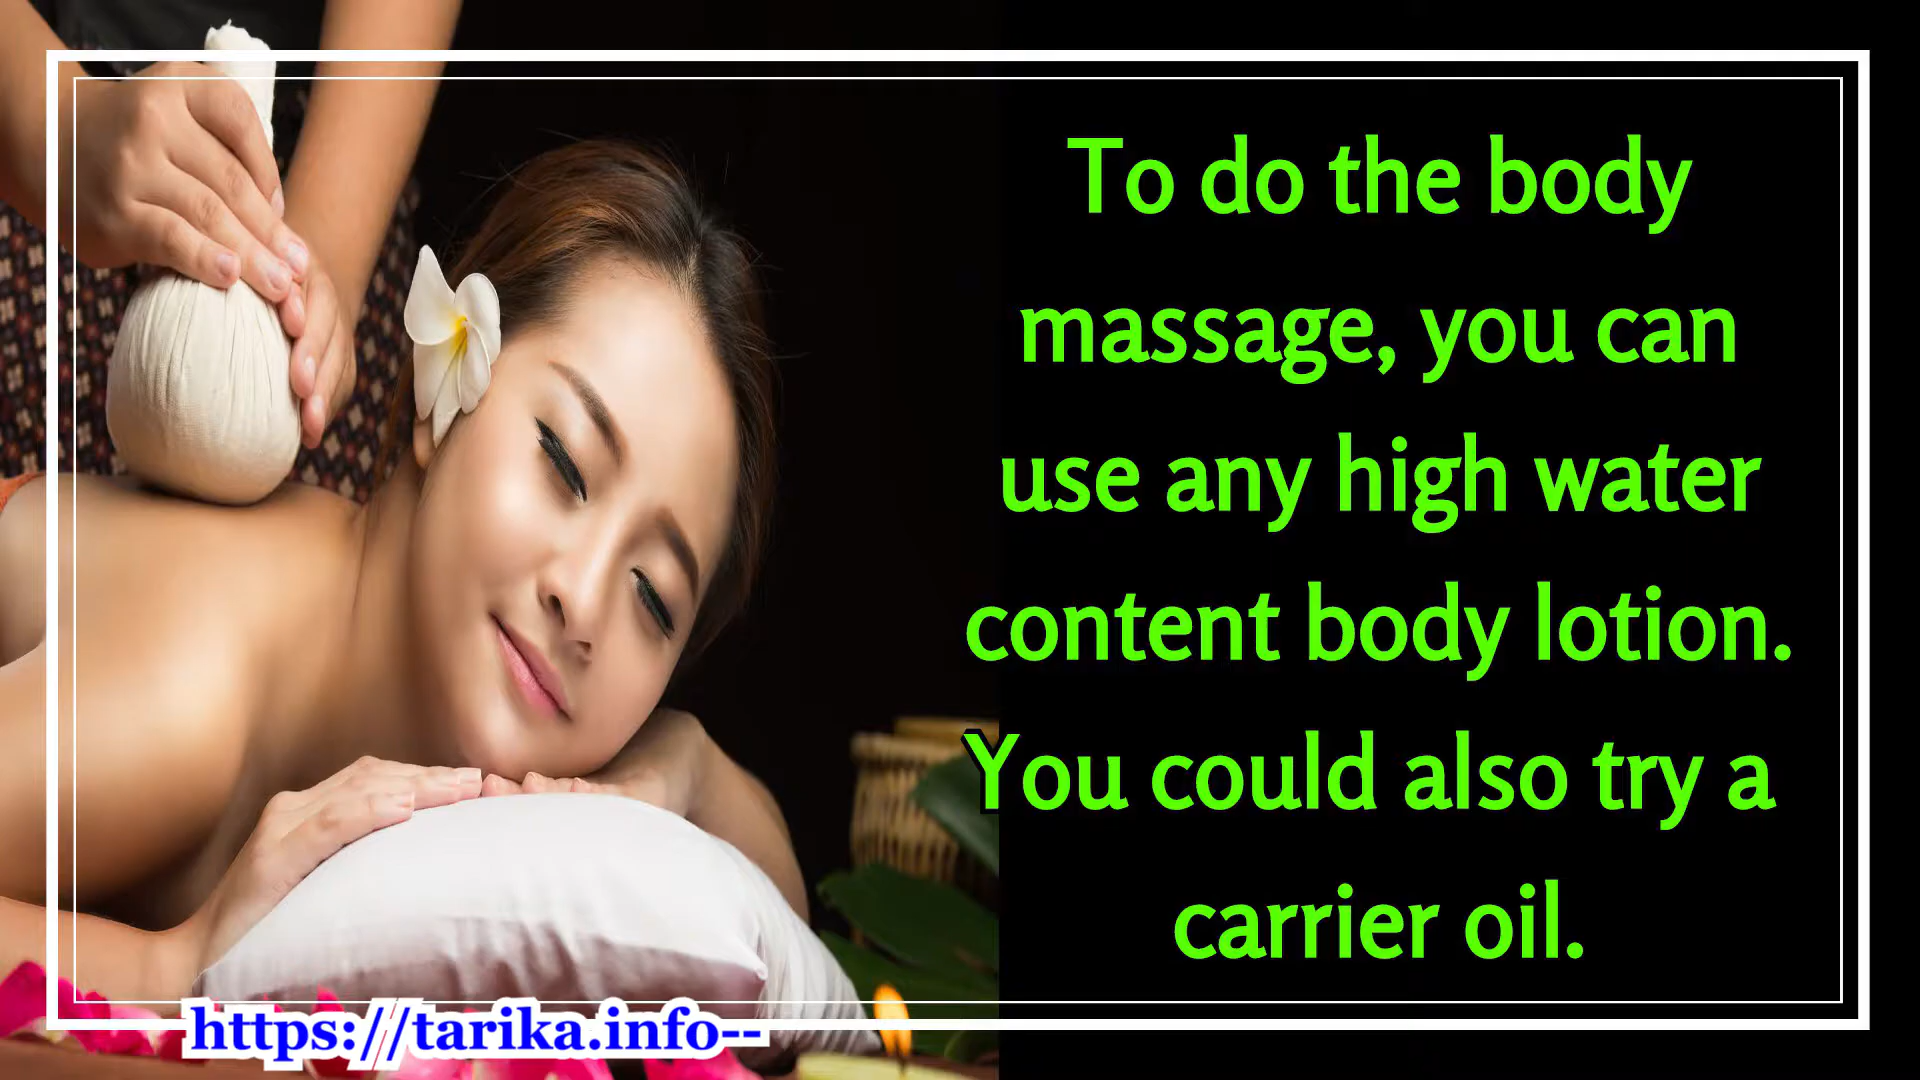 To do the body
massage, you can
use any high water
content body lotion.
You could also try a
carrier oil.
https://tarika.info--